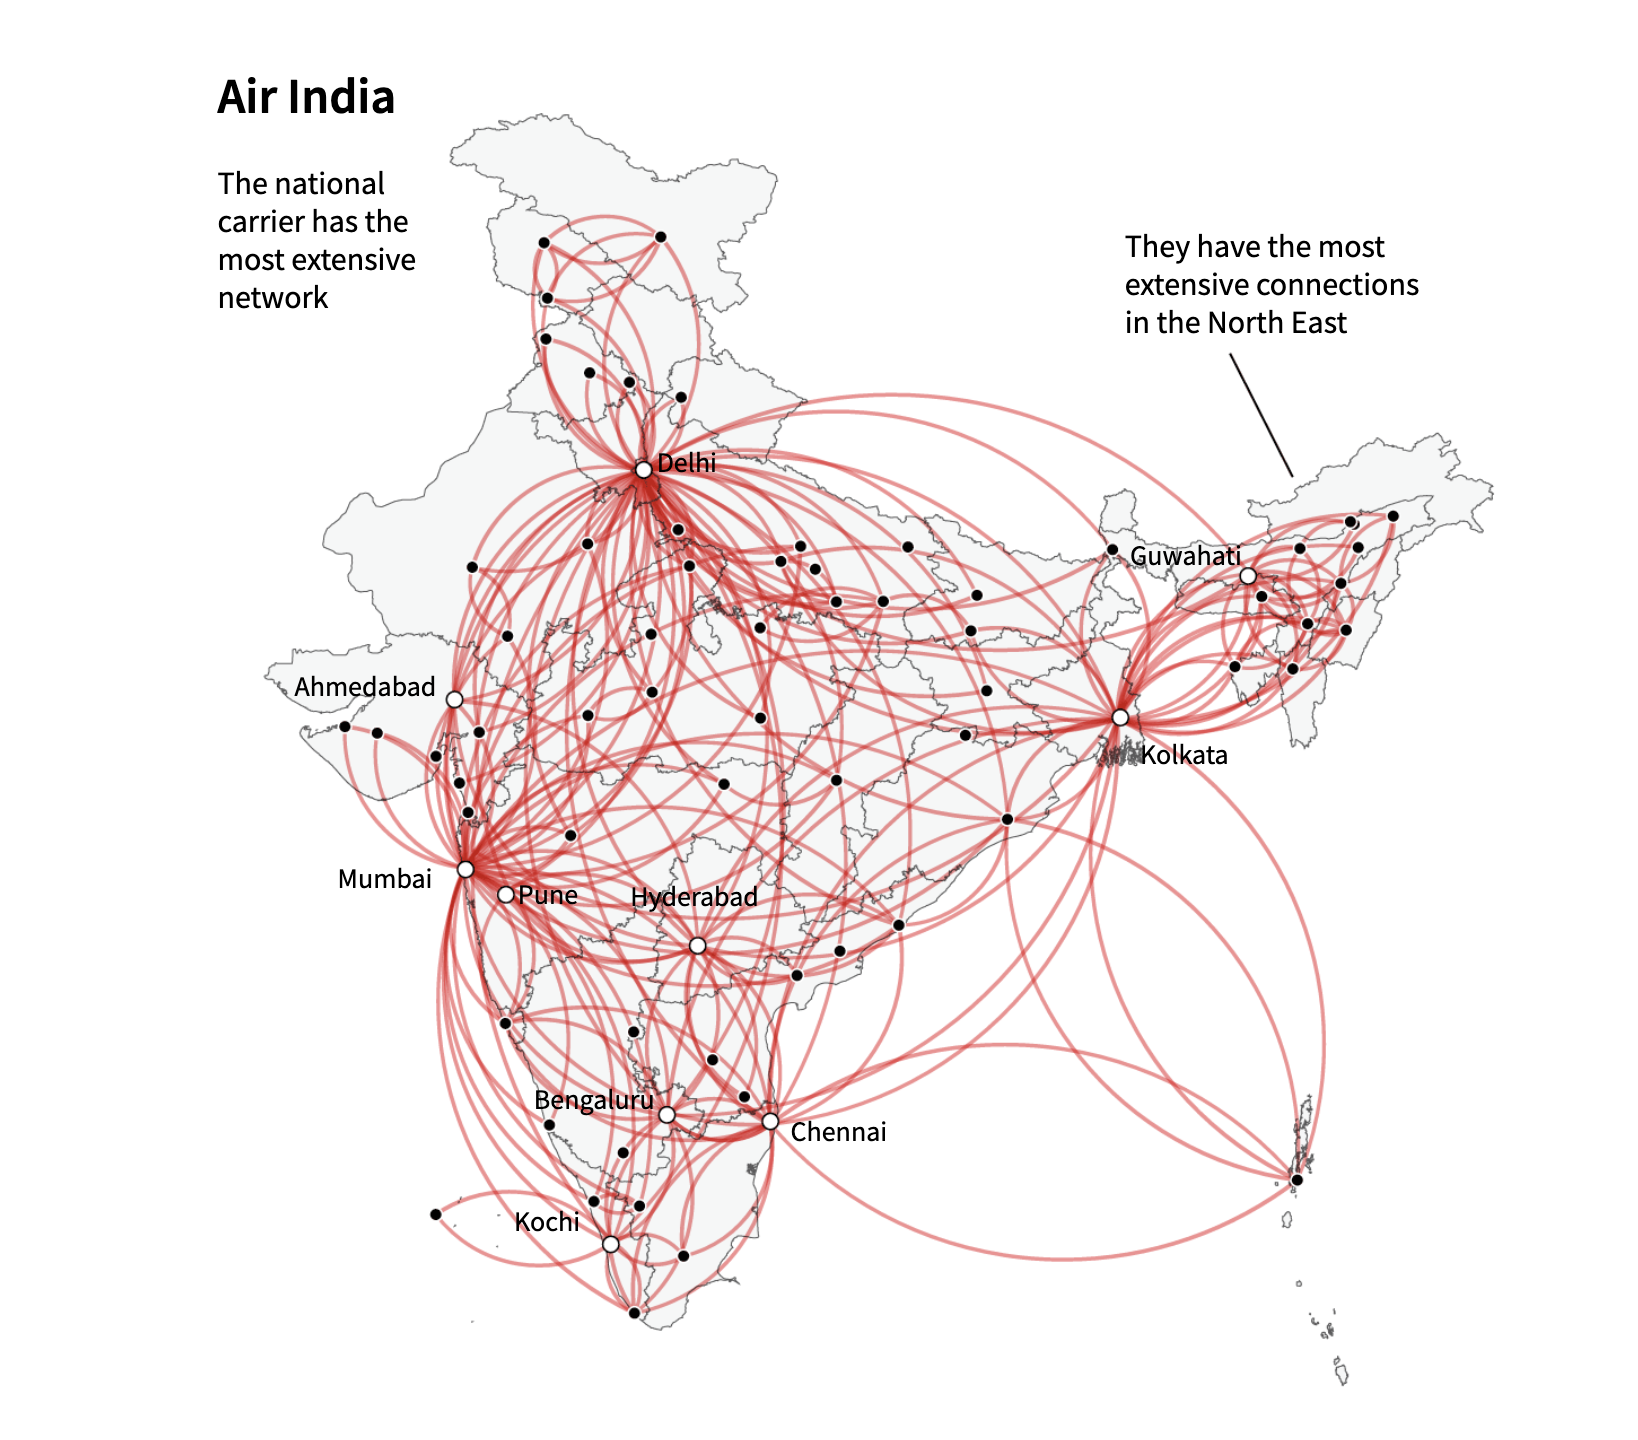 Air India
The national
carrier has the
most extensive
network
They have the most
extensive connections
in the North East
Delhi
Guwahati
Ahmedabad
Kolkata
Mumbai
Pune
Hyderabad
Bengaluru
Chennai
Kochi